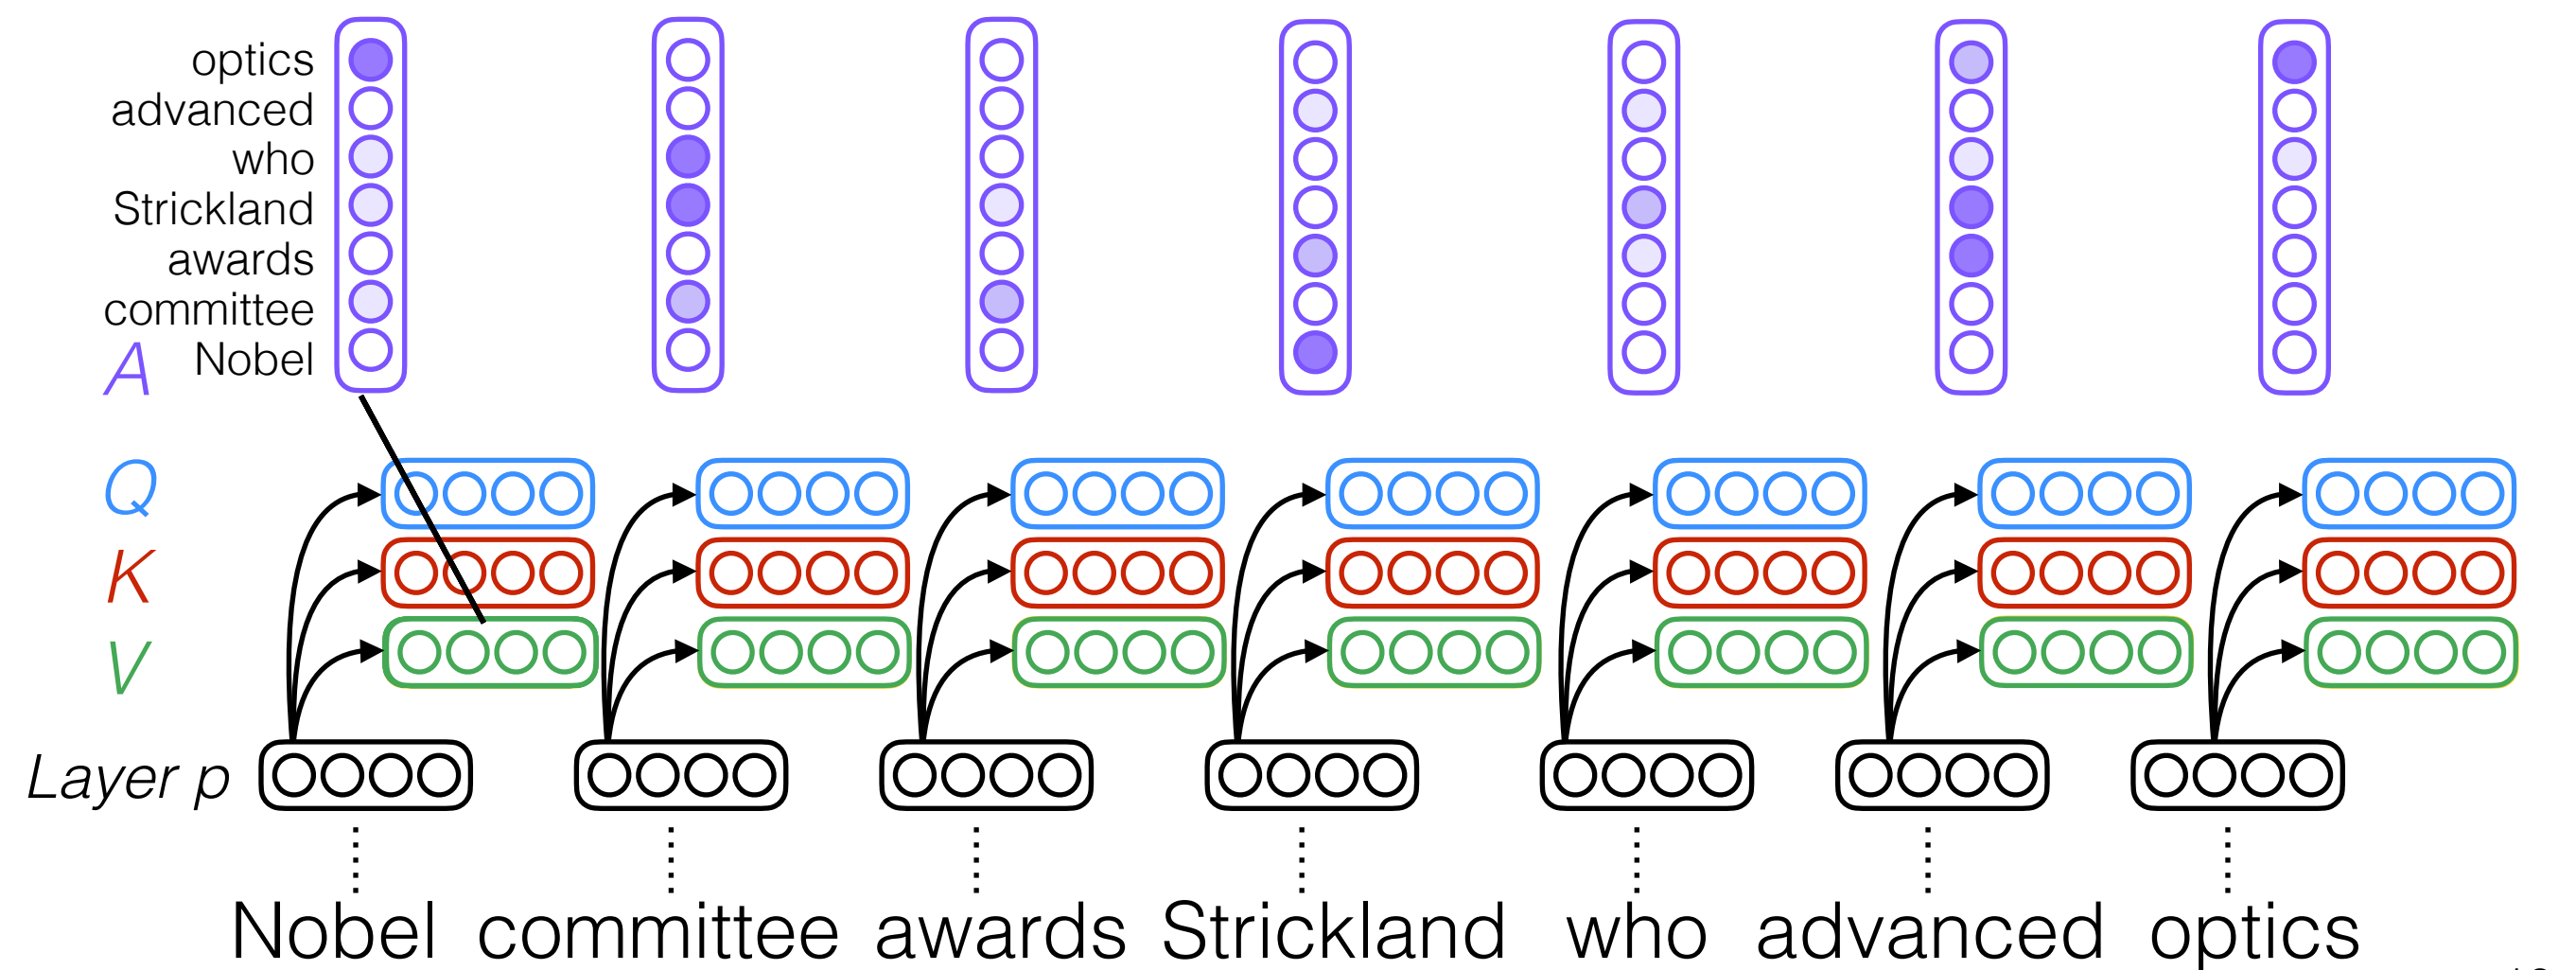 optics
advanced
who
Strickland
awards
committee
A Nobel
Q
K
V
Layer p
Nobel committee awards Strickland who advanced optics